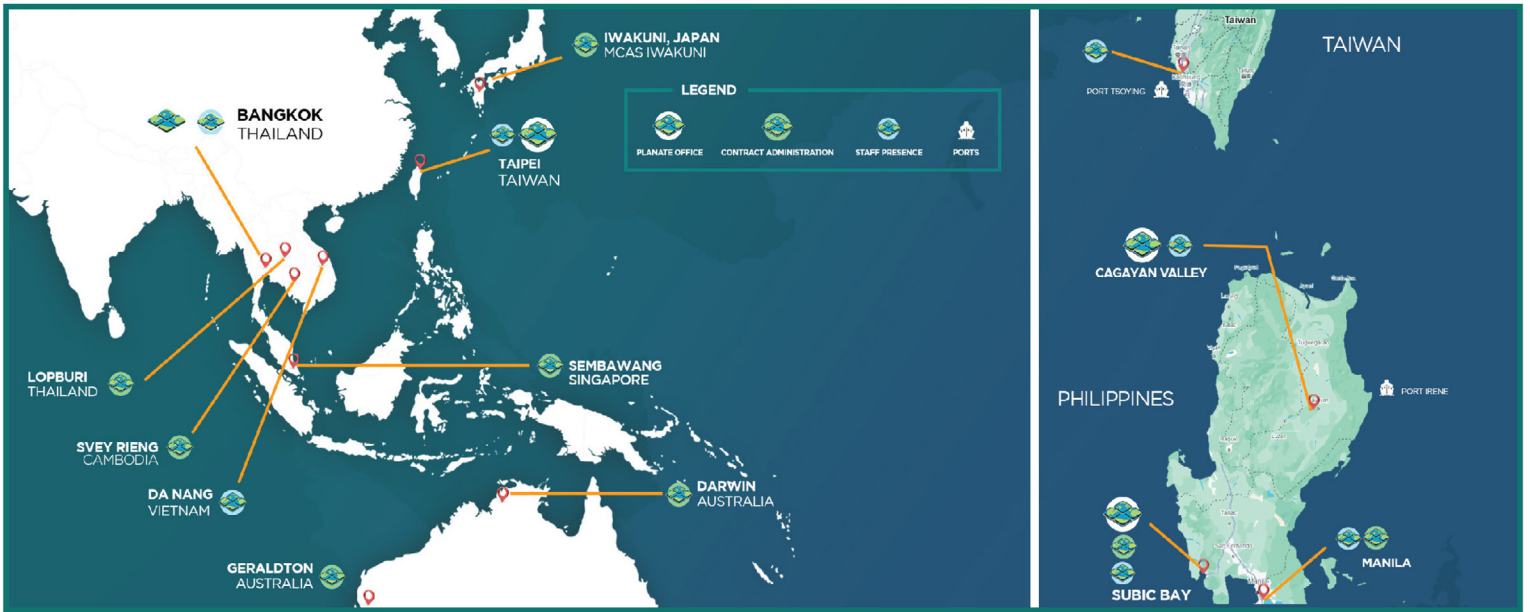 IWAKUNI, JAPAN
MCAS IWAKUNI
LEGEND
PLANATE OFFICE
CONTRACT ADMINISTRATION
STAFF PRESENCE
PORTS
BANGKOK
THAILAND
TAIPEI
TAIWAN
LOPBURI
THAILAND
SEMBAWANG
SINGAPORE
SVEY RIENG
CAMBODIA
DA NANG
VIETNAM
DARWIN
AUSTRALIA
GERALDTON
AUSTRALIA
Taiwan
TAIWAN
PORT TSOYING
CAGAYAN VALLEY
PHILIPPINES
PORT IRENE
San Fernando
MANILA
SUBIC BAY